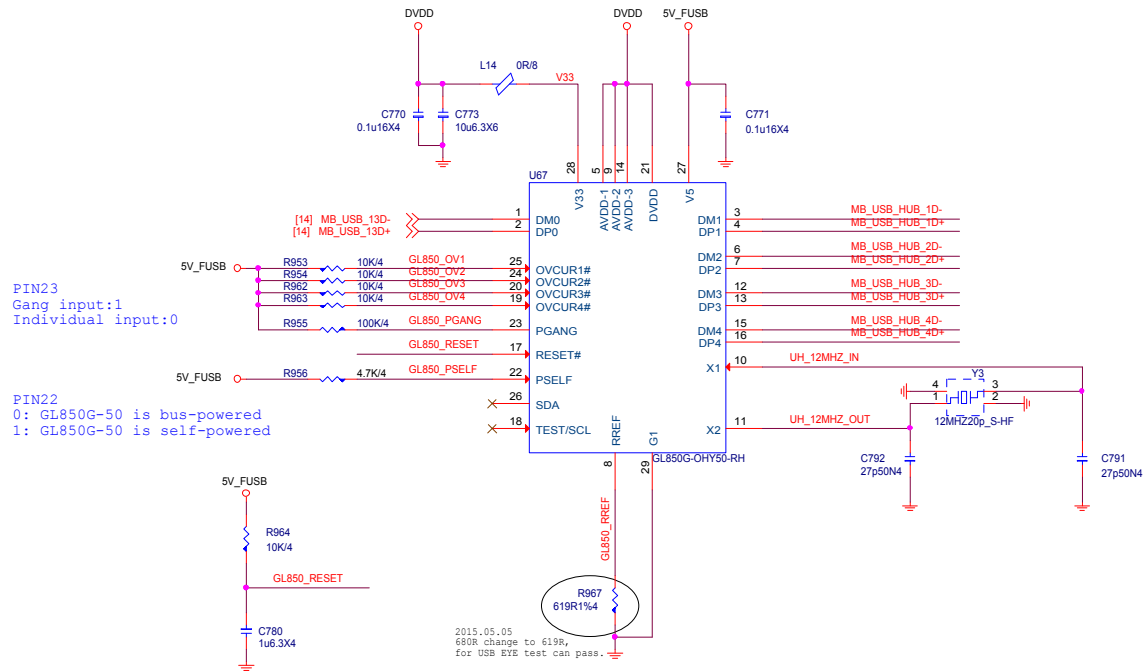 DVDD
DVDD
5V_FUSB
L14
0R/8
V33
C770
0.1u16X4
C773
10u6.3X6
C771
0.1u16X4
28
5
9
14
21
27
U67
V33
AVDD-1
AVDD-2
AVDD-3
DVDD
V5
[14] MB_USB_13D-
1
DM0
[14] MB_USB_13D+
2
DP0
DM1
3
MB_USB_HUB_1D-
DP1
4
MB_USB_HUB_1D+
DM2
6
MB_USB_HUB_2D-
DP2
7
MB_USB_HUB_2D+
DM3
12
MB_USB_HUB_3D-
DP3
13
MB_USB_HUB_3D+
DM4
15
MB_USB_HUB_4D-
DP4
16
MB_USB_HUB_4D+
5V_FUSB
R953
10K/4
GL850_OV1
25
OVCUR1#
R954
10K/4
GL850_OV2
24
OVCUR2#
R962
10K/4
GL850_OV3
20
OVCUR3#
R963
10K/4
GL850_OV4
19
OVCUR4#
PIN23
Gang input:1
Individual input:0
R955
100K/4
GL850_PGANG
23
PGANG
GL850_RESET
17
RESET#
5V_FUSB
R956
4.7K/4
GL850_PSELF
22
PSELF
26
SDA
18
TEST/SCL
X1
10
UH_12MHZ_IN
X2
11
UH_12MHZ_OUT
Y3
4
3
1
2
12MHZ20p_S-HF
PIN22
0: GL850G-50 is bus-powered
1: GL850G-50 is self-powered
RREF
G1
8
29
GL850G-OHY50-RH
C792
27p50N4
C791
27p50N4
5V_FUSB
R964
10K/4
GL850_RESET
C780
1u6.3X4
GL850_RREF
R967
619R1%4
2015.05.05
680R change to 619R,
for USB EYE test can pass.